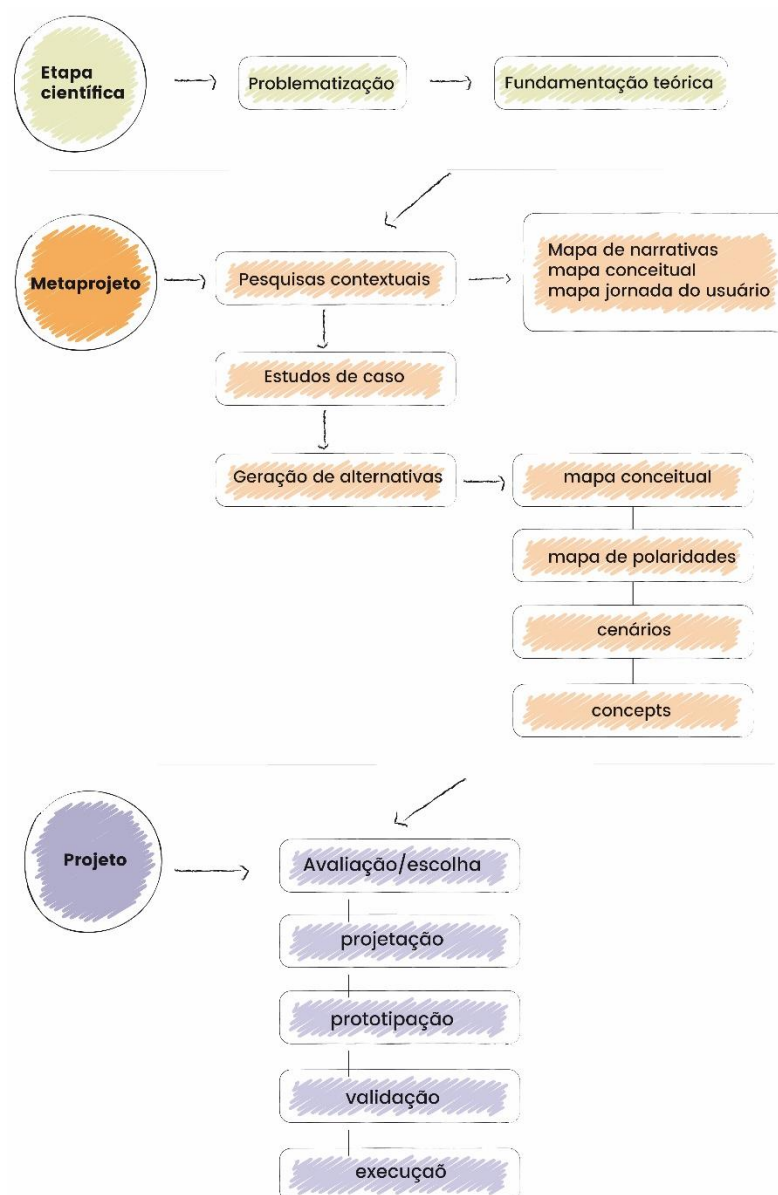 Etapa
científica
Problematização
Fundamentação teórica
Metaprojeto
Pesquisas contextuais
Mapa de narrativas
mapa conceitual
mapa jornada do usuário
Estudos de caso
Geração de alternativas
mapa conceitual
mapa de polaridades
cenários
concepts
Projeto
Avaliação/escolha
projetação
prototipação
validação
execuçaõ